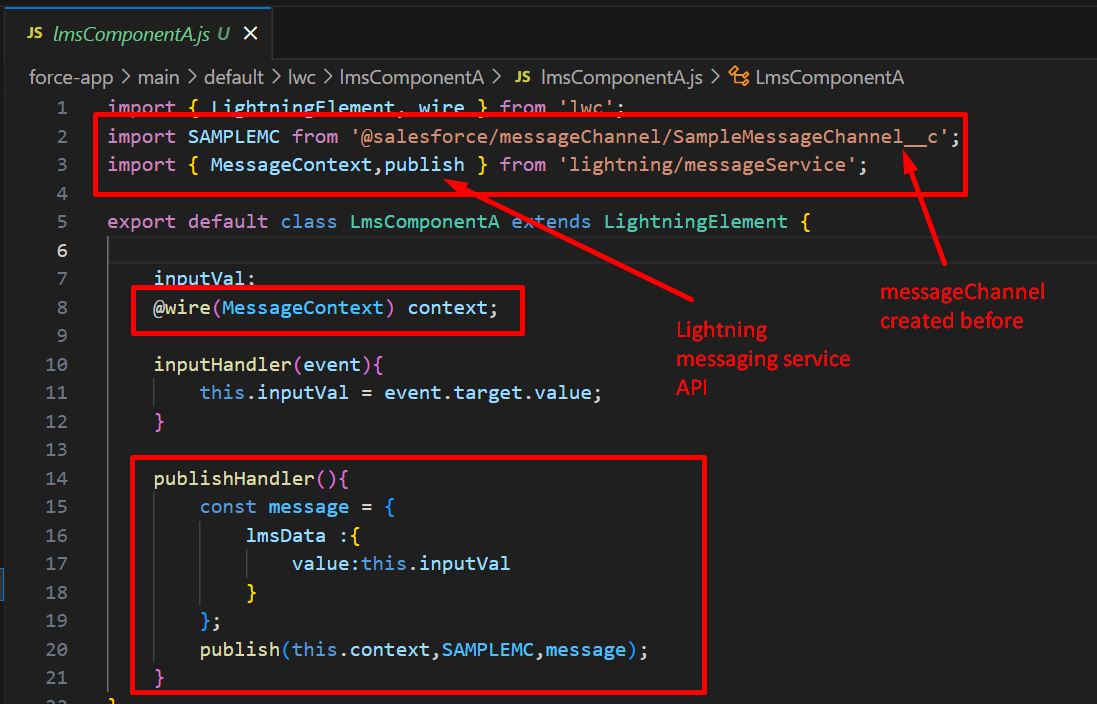 JS lmsComponentA.js U ×
force-app > main > default > lwc > lmsComponentA > JS lmsComponentA.js > LmsComponentA
1 import { LightningElement, wire } from 'lwc';
2 import SAMPLEMC from '@salesforce/messageChannel/SampleMessageChannel__c';
3 import { MessageContext,publish } from 'lightning/messageService';
4
5 export default class LmsComponentA extends LightningElement {
6
7 inputVal;
8 @wire(MessageContext) context;
9
10 inputHandler(event){
11 this.inputVal = event.target.value;
12 }
13
14 publishHandler(){
15 const message = {
16 lmsData :{
17 value:this.inputVal
18 }
19 };
20 publish(this.context,SAMPLEMC,message);
21 }
22 }
messageChannel
created before
Lightning
messaging service
API